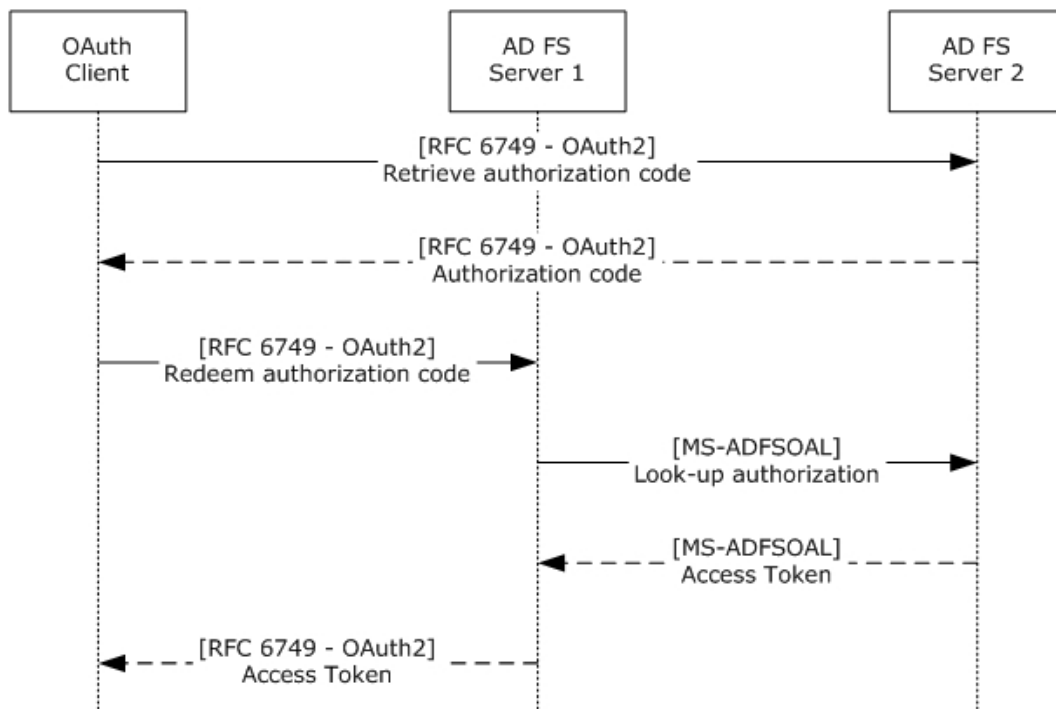 OAuth
Client
AD FS
Server 1
AD FS
Server 2
[RFC 6749 - OAuth2]
Retrieve authorization code
[RFC 6749 - OAuth2]
Authorization code
[RFC 6749 - OAuth2]
Redeem authorization code
[MS-ADFSOAL]
Look-up authorization
[MS-ADFSOAL]
Access Token
[RFC 6749 - OAuth2]
Access Token